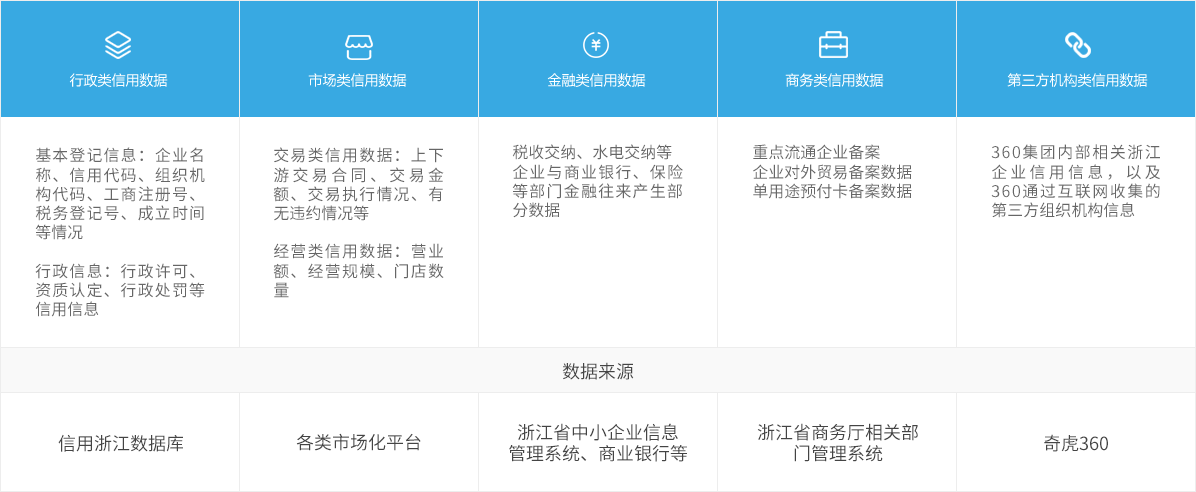 行政类信用数据
市场类信用数据
金融类信用数据
商务类信用数据
第三方机构类信用数据
基本登记信息：企业名
称、信用代码、组织机
构代码、工商注册号、
税务登记号、成立时间
等情况
行政信息：行政许可、
资质认定、行政处罚等
信用信息
交易类信用数据：上下
游交易合同、交易金
额、交易执行情况、有
无违约情况等
经营类信用数据：营业
额、经营规模、门店数
量
税收交纳、水电交纳等
企业与商业银行、保险
等部门金融往来产生部
分数据
重点流通企业备案
企业对外贸易备案数据
单用途预付卡备案数据
360集团内部相关浙江
企业信用信息，以及
360通过互联网收集的
第三方组织机构信息
数据来源
信用浙江数据库
各类市场化平台
浙江省中小企业信息
管理系统、商业银行等
浙江省商务厅相关部
门管理系统
奇虎360